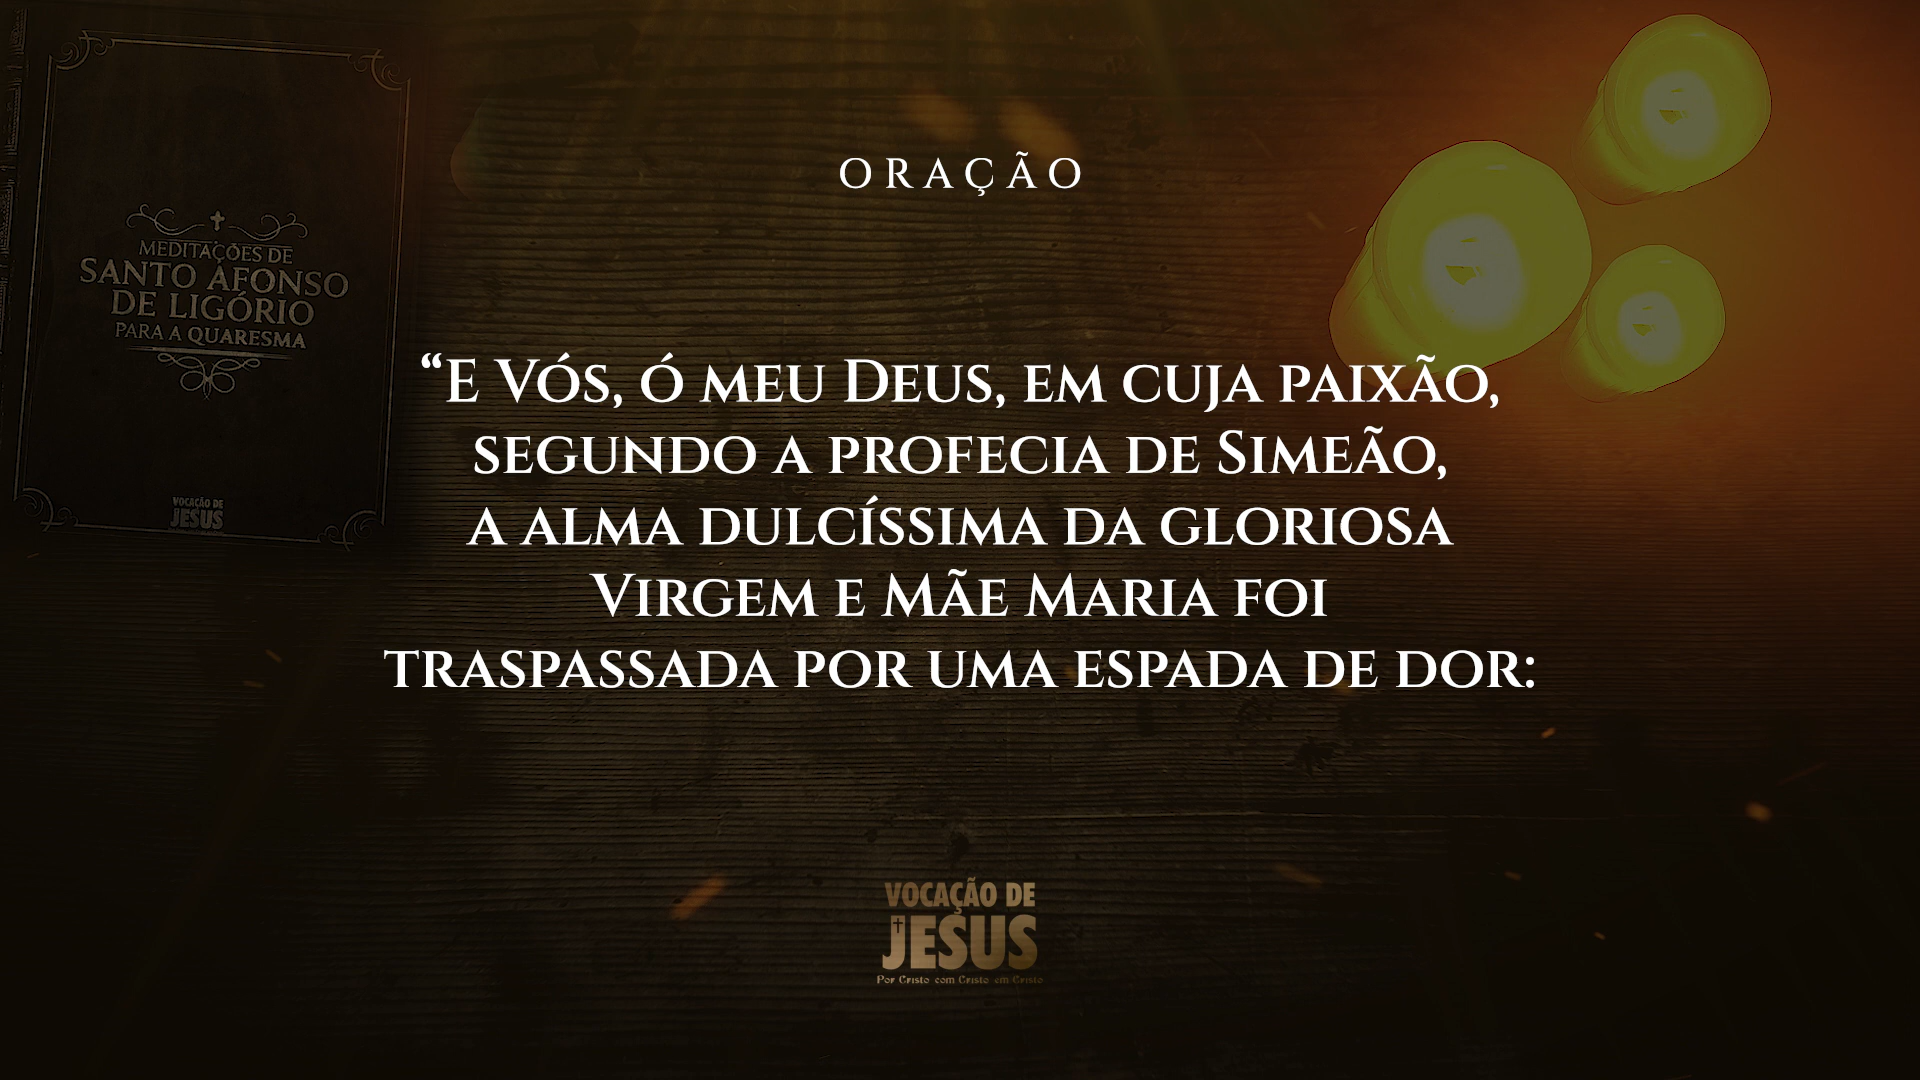 ORAÇÃO
MEDITAÇÕES DE
SANTO AFONSO
DE LIGÓRIO
PARA A QUARESMA
VOCAÇÃO DE
JESUS
“E Vós, ó meu Deus, em cuja paixão,
segundo a profecia de Simeão,
a alma dulcíssima da gloriosa
Virgem e Mãe Maria foi
traspassada por uma espada de dor:
VOCAÇÃO DE
JESUS
Por Cristo com Cristo em Cristo